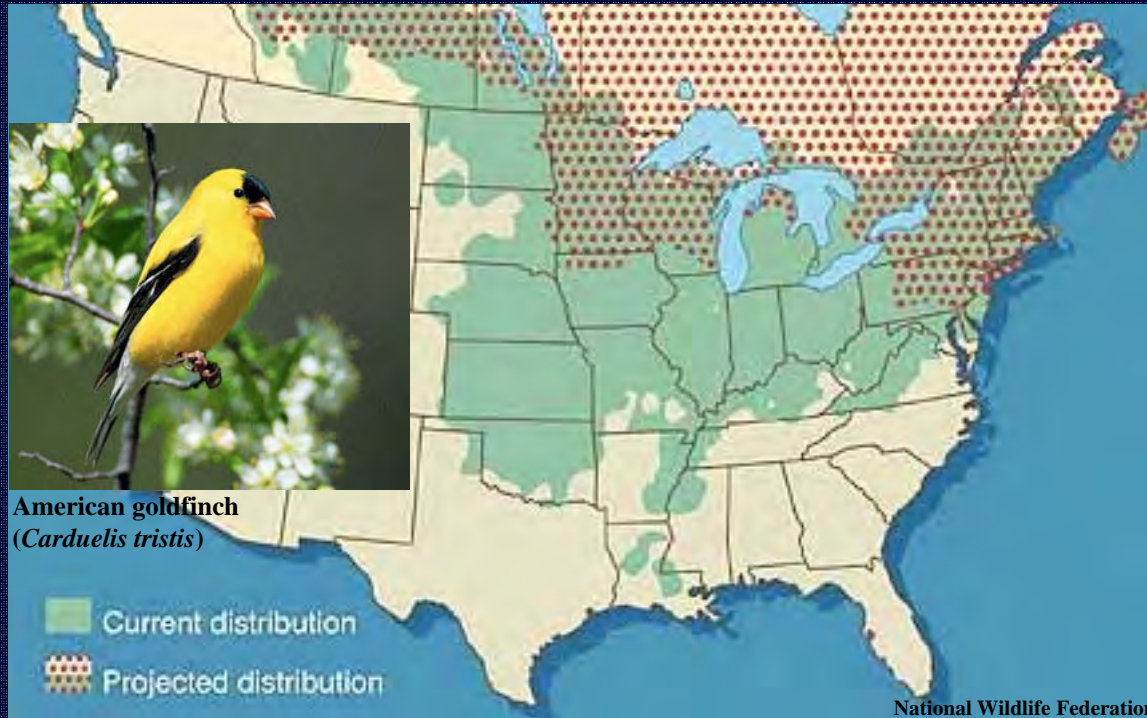 American goldfinch
(Carduelis tristis)
Current distribution
Projected distribution
National Wildlife Federation